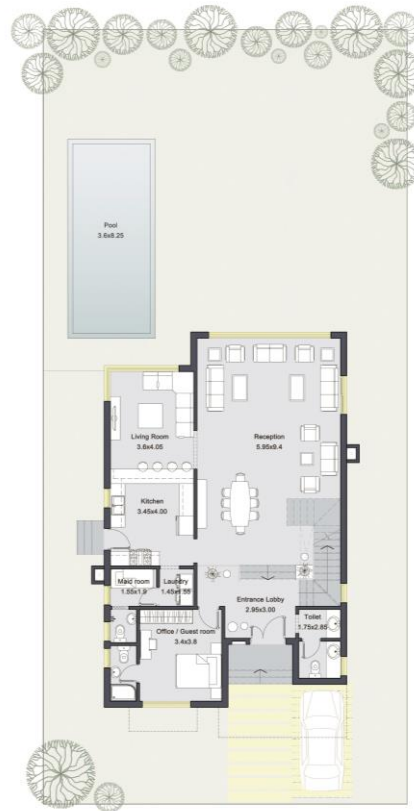 Pool
3.6x8.25
Living Room
3.6x4.05
Reception
5.95x9.4
Kitchen
3.45x4.00
Maid room
1.55x1.9
Laundry
1.45x1.55
Entrance Lobby
2.95x3.00
Toilet
1.75x2.85
Office / Guest room
3.4x3.8